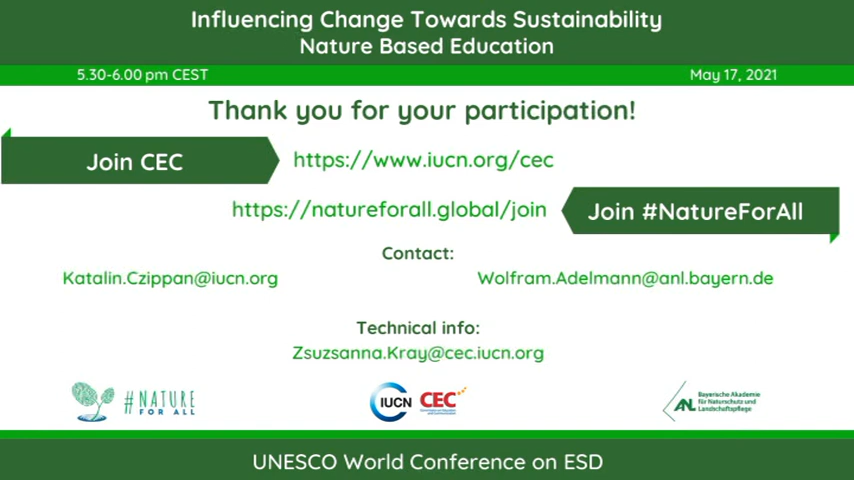 Influencing Change Towards Sustainability
Nature Based Education
5.30-6.00 pm CEST
May 17, 2021
Thank you for your participation!
Join CEC
https://www.iucn.org/cec
https://natureforall.global/join
Join #NatureForAll
Contact:
Katalin.Czippan@iucn.org
Wolfram.Adelmann@anl.bayern.de
Technical info:
Zsuzsanna.Kray@cec.iucn.org
#NATURE
FOR ALL
IUCN
CEC
ANL
Bayerische Akademie
für Naturschutz und
Landschaftspflege
UNESCO World Conference on ESD